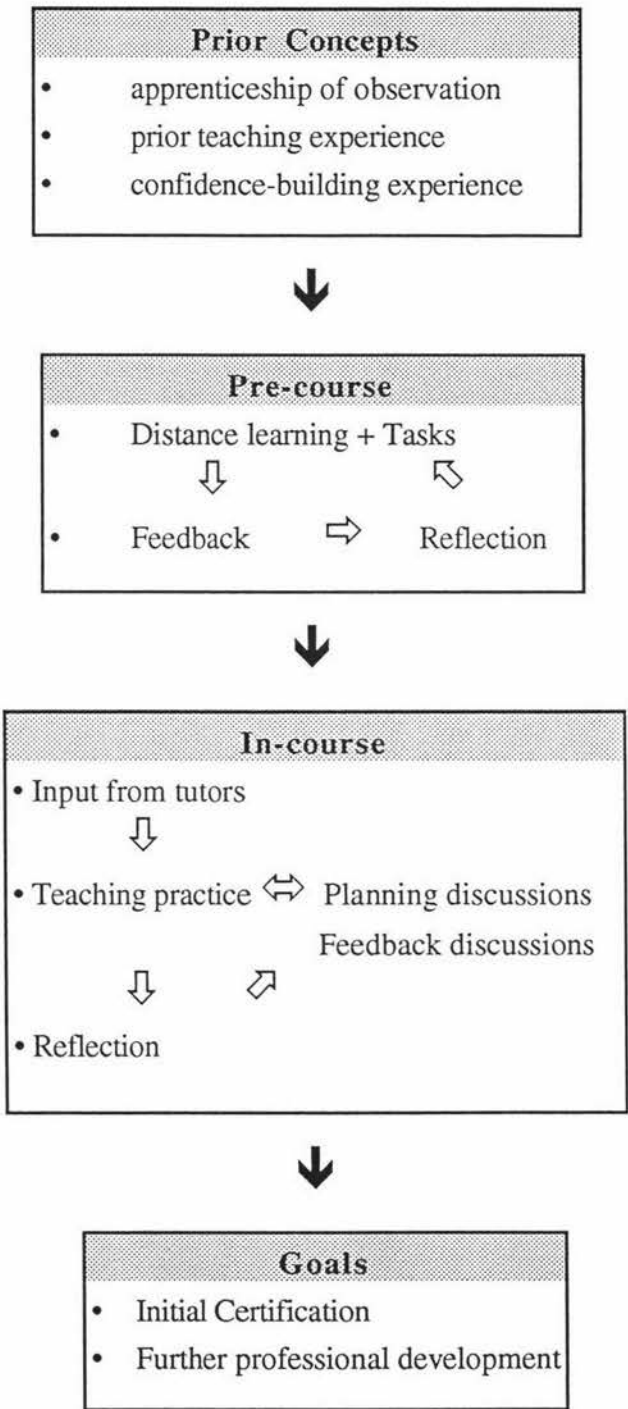 Prior Concepts
• apprenticeship of observation
• prior teaching experience
• confidence-building experience
Pre-course
• Distance learning + Tasks
• Feedback Reflection
In-course
• Input from tutors
• Teaching practice Planning discussions
Feedback discussions
• Reflection
Goals
• Initial Certification
• Further professional development